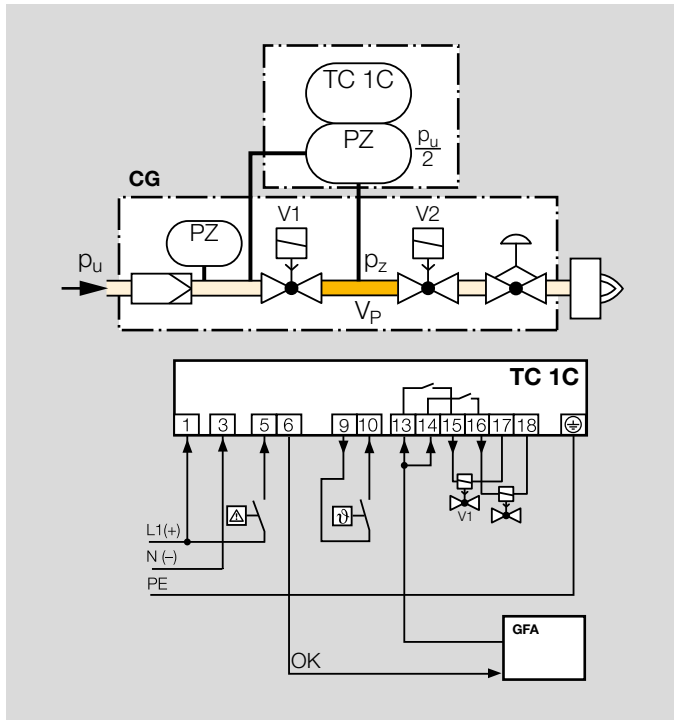 TC 1C
PZ
pu
2
CG
V1
V2
PZ
pu
pz
VP
TC 1C
1 3 5 6 9 10 13 14 15 16 17 18
V1
L1(+)
ϑ
N (–)
PE
GFA
OK